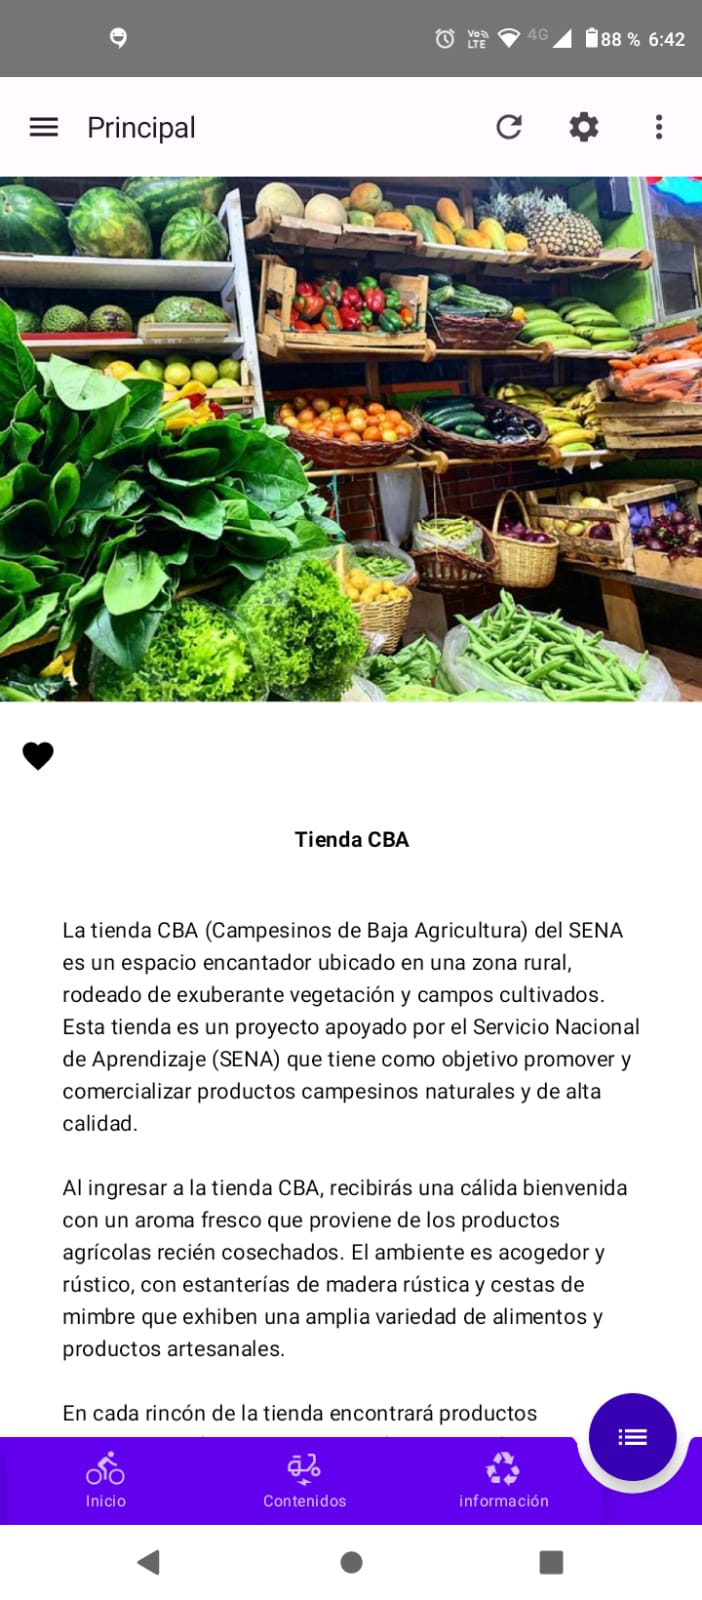 4G 88 % 6:42
VoLTE
Principal
Tienda CBA
La tienda CBA (Campesinos de Baja Agricultura) del SENA
es un espacio encantador ubicado en una zona rural,
rodeado de exuberante vegetación y campos cultivados.
Esta tienda es un proyecto apoyado por el Servicio Nacional
de Aprendizaje (SENA) que tiene como objetivo promover y
comercializar productos campesinos naturales y de alta
calidad.
Al ingresar a la tienda CBA, recibirás una cálida bienvenida
con un aroma fresco que proviene de los productos
agrícolas recién cosechados. El ambiente es acogedor y
rústico, con estanterías de madera rústica y cestas de
mimbre que exhiben una amplia variedad de alimentos y
productos artesanales.
En cada rincón de la tienda encontrará productos
Inicio
Contenidos
información